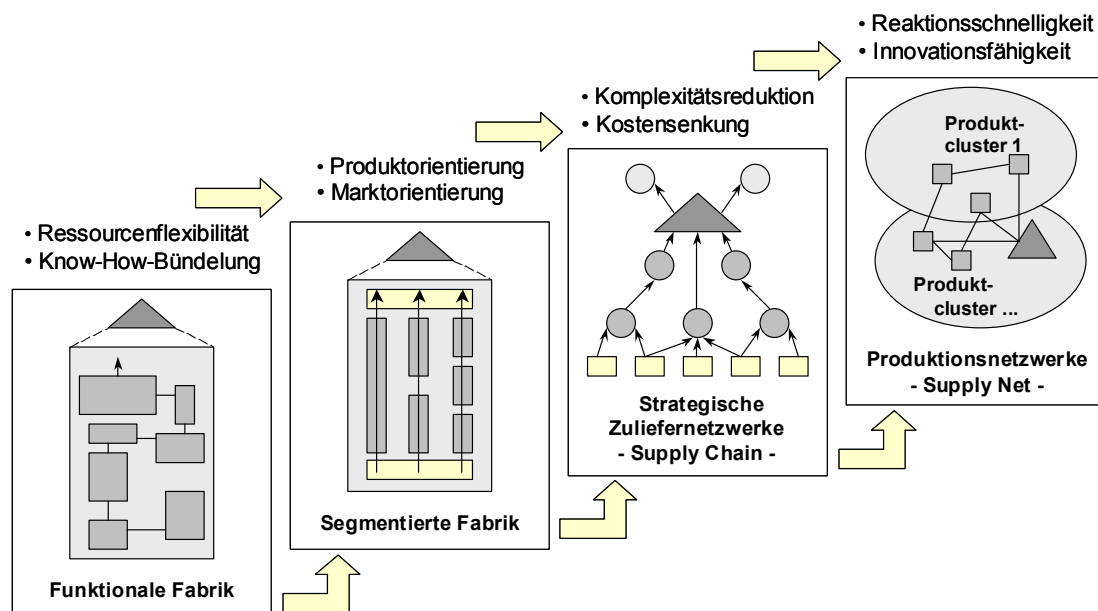 • Ressourcenflexibilität
• Know-How-Bündelung
Funktionale Fabrik
• Produktorientierung
• Marktorientierung
Segmentierte Fabrik
• Komplexitätsreduktion
• Kostensenkung
Strategische
Zuliefernetzwerke
- Supply Chain -
• Reaktionsschnelligkeit
• Innovationsfähigkeit
Produkt-
cluster 1
Produkt-
cluster ...
Produktionsnetzwerke
- Supply Net -